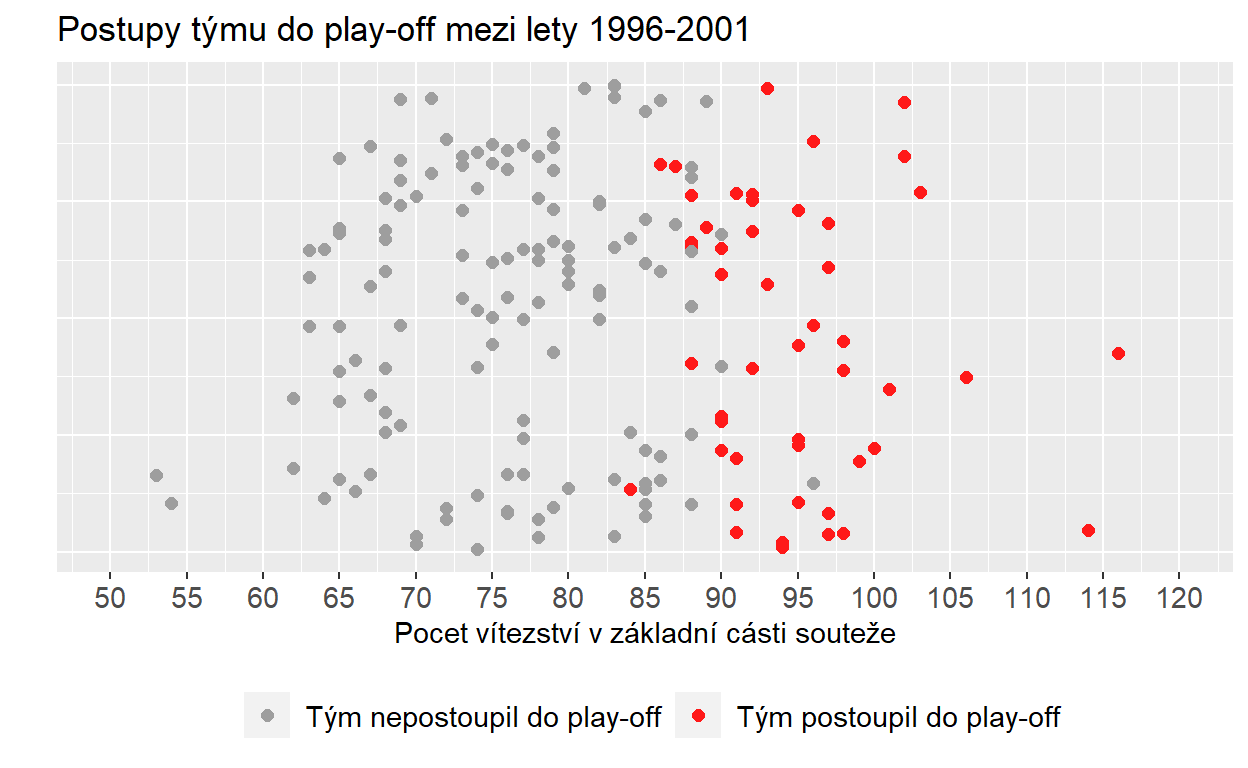 Postupy týmu do play-off mezi lety 1996-2001
50 55 60 65 70 75 80 85 90 95 100 105 110 115 120
Pocet vítezství v základní cásti souteže
Tým nepostoupil do play-off Tým postoupil do play-off